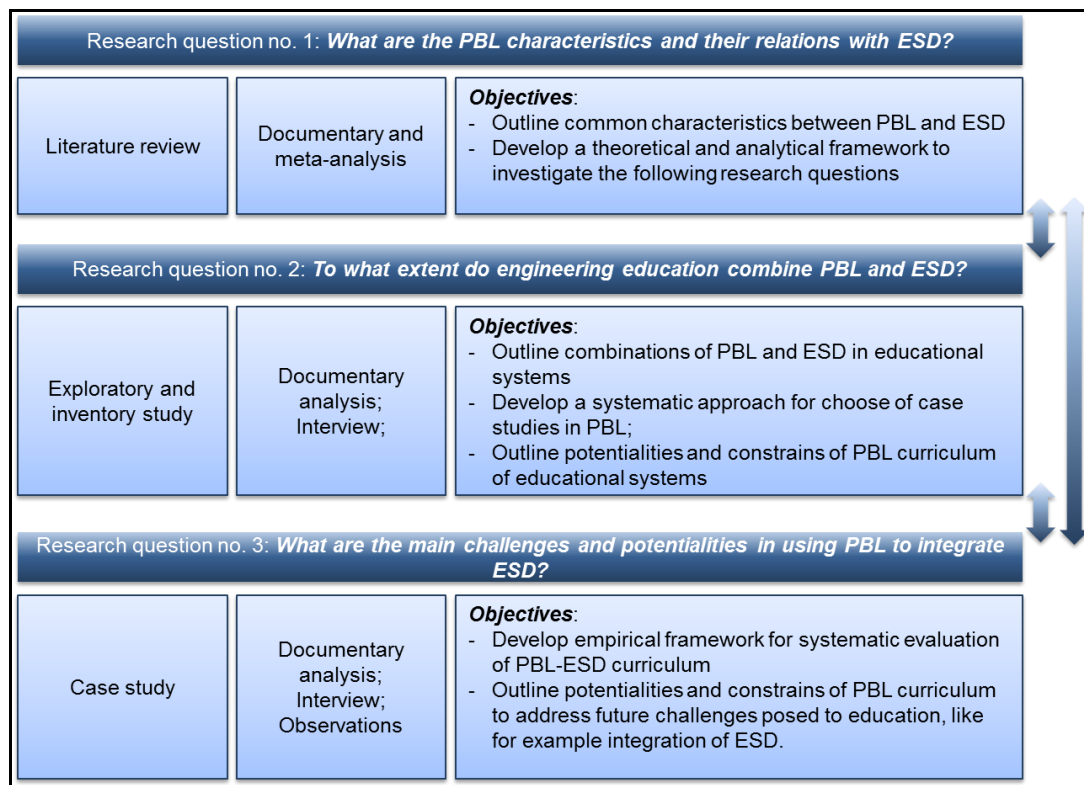 Research question no. 1: What are the PBL characteristics and their relations with ESD?
Literature review
Documentary and
meta-analysis
Objectives:
- Outline common characteristics between PBL and ESD
- Develop a theoretical and analytical framework to
investigate the following research questions
Research question no. 2: To what extent do engineering education combine PBL and ESD?
Exploratory and
inventory study
Documentary
analysis;
Interview;
Objectives:
- Outline combinations of PBL and ESD in educational
systems
- Develop a systematic approach for choose of case
studies in PBL;
- Outline potentialities and constrains of PBL curriculum
of educational systems
Research question no. 3: What are the main challenges and potentialities in using PBL to integrate
ESD?
Case study
Documentary
analysis;
Interview;
Observations
Objectives:
- Develop empirical framework for systematic evaluation
of PBL-ESD curriculum
- Outline potentialities and constrains of PBL curriculum
to address future challenges posed to education, like
for example integration of ESD.